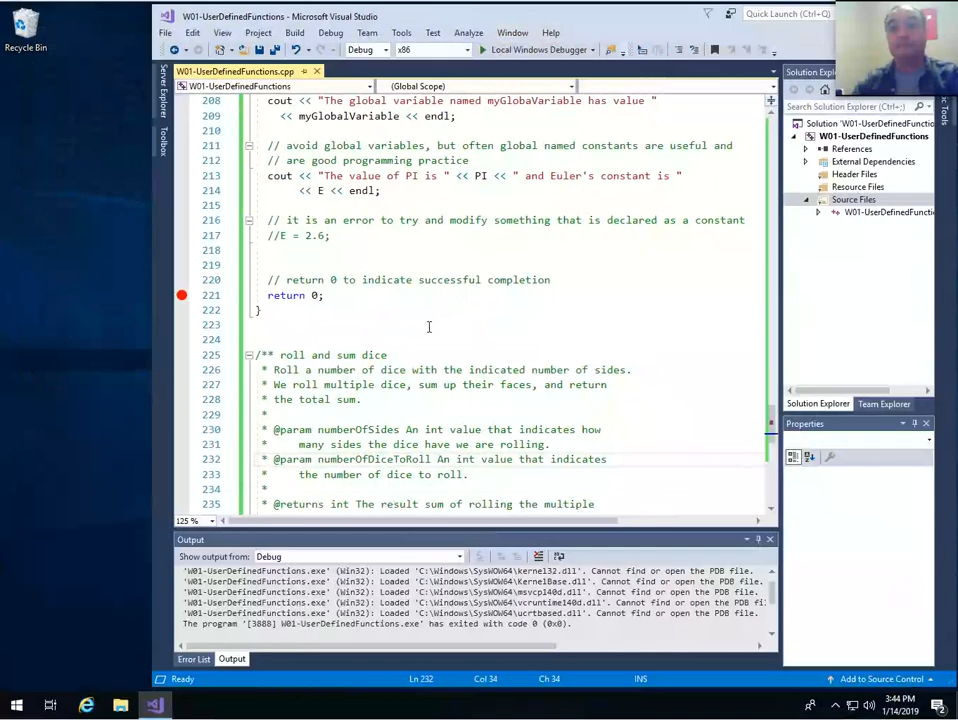 Recycle Bin
W01-UserDefinedFunctions - Microsoft Visual Studio
Quick Launch (Ctrl+Q)
File Edit View Project Build Debug Team Tools Test Analyze Window Help
Debug x86 Local Windows Debugger
Server Explorer
Toolbox
W01-UserDefinedFunctions.cpp
W01-UserDefinedFunctions (Global Scope)
208 cout << "The global variable named myGlobaVariable has value "
209 << myGlobalVariable << endl;
210
211 // avoid global variables, but often global named constants are useful and
212 // are good programming practice
213 cout << "The value of PI is " << PI << " and Euler's constant is "
214 << E << endl;
215
216 // it is an error to try and modify something that is declared as a constant
217 //E = 2.6;
218
219
220 // return 0 to indicate successful completion
221 return 0;
222 }
223
224
225 /** roll and sum dice
226 * Roll a number of dice with the indicated number of sides.
227 * We roll multiple dice, sum up their faces, and return
228 * the total sum.
229 *
230 * @param numberOfSides An int value that indicates how
231 * many sides the dice have we are rolling.
232 * @param numberOfDiceToRoll An int value that indicates
233 * the number of dice to roll.
234 *
235 * @returns int The result sum of rolling the multiple
125 %
Output
Show output from: Debug
'W01-UserDefinedFunctions.exe' (Win32): Loaded 'C:\Windows\SysWOW64\kernel32.dll'. Cannot find or open the PDB file.
'W01-UserDefinedFunctions.exe' (Win32): Loaded 'C:\Windows\SysWOW64\KernelBase.dll'. Cannot find or open the PDB file.
'W01-UserDefinedFunctions.exe' (Win32): Loaded 'C:\Windows\SysWOW64\msvcp140d.dll'. Cannot find or open the PDB file.
'W01-UserDefinedFunctions.exe' (Win32): Loaded 'C:\Windows\SysWOW64\vcruntime140d.dll'. Cannot find or open the PDB file.
'W01-UserDefinedFunctions.exe' (Win32): Loaded 'C:\Windows\SysWOW64\ucrtbased.dll'. Cannot find or open the PDB file.
The program '[3888] W01-UserDefinedFunctions.exe' has exited with code 0 (0x0).
Error List Output
Solution Explorer
Search Solution Explorer (Ctrl+;)
Solution 'W01-UserDefinedFunctio
W01-UserDefinedFunctions
References
External Dependencies
Header Files
Resource Files
Source Files
W01-UserDefinedFuncti
Solution Explorer Team Explorer
Properties
Ready Ln 232 Col 34 Ch 34 INS Add to Source Control
3:44 PM
1/14/2019
2